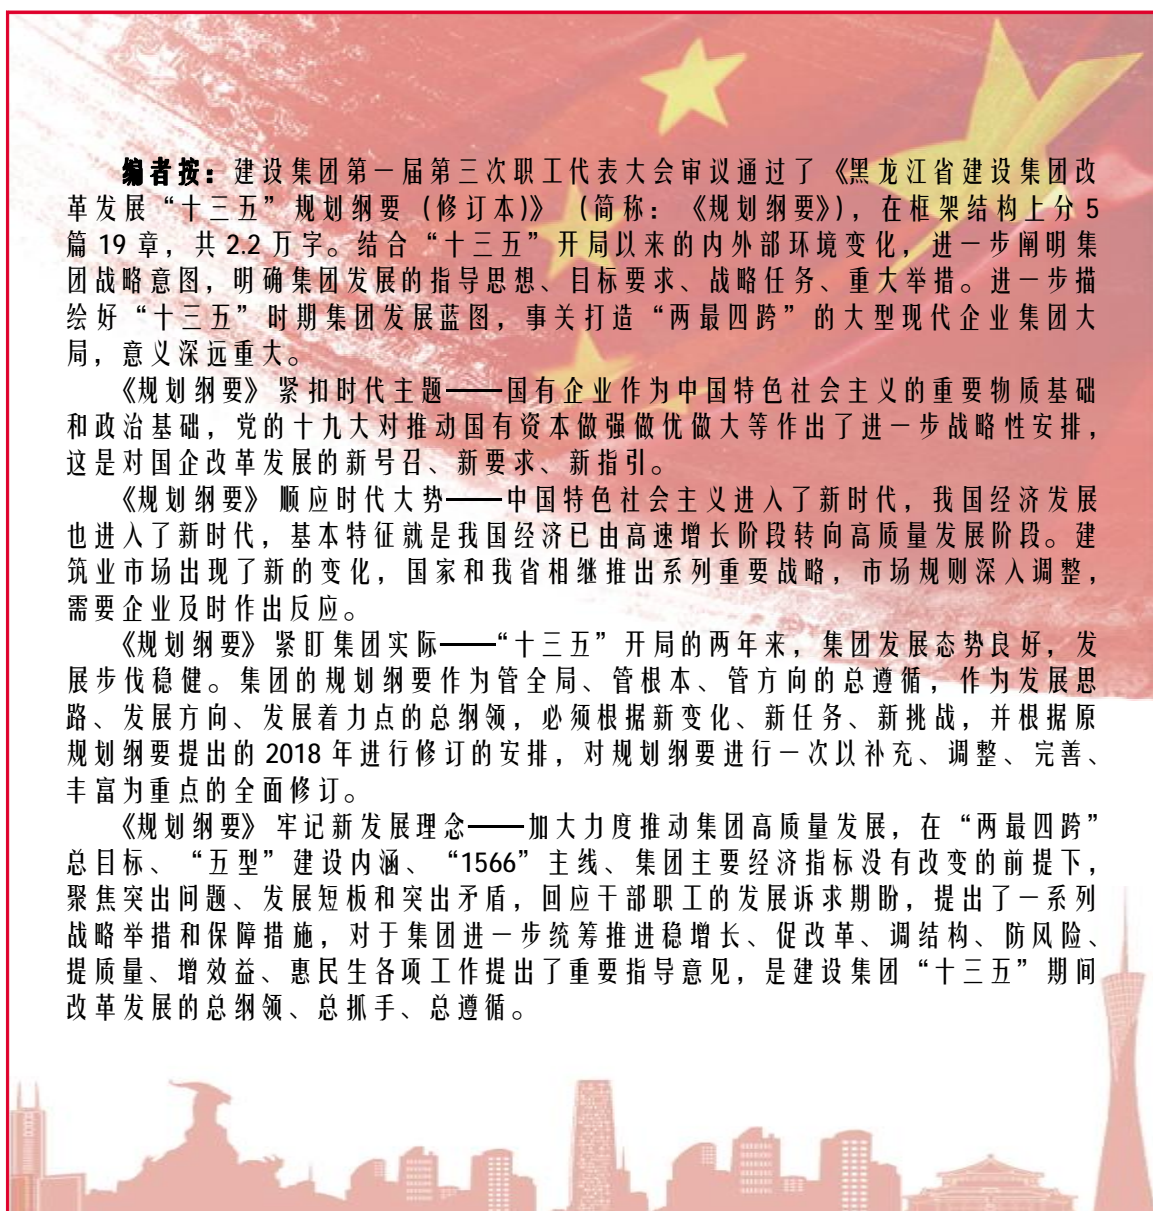 编者按：建设集团第一届第三次职工代表大会审议通过了《黑龙江省建设集团改
革发展“十三五”规划纲要（修订本）》（简称：《规划纲要》），在框架结构上分5
篇19章，共2.2万字。结合“十三五”开局以来的内外部环境变化，进一步阐明集
团战略意图，明确集团发展的指导思想、目标要求、战略任务、重大举措。进一步描
绘好“十三五”时期集团发展蓝图，事关打造“两最四跨”的大型现代企业集团大
局，意义深远重大。
《规划纲要》紧扣时代主题——国有企业作为中国特色社会主义的重要物质基础
和政治基础，党的十九大对推动国有资本做强做优做大等作出了进一步战略性安排，
这是对国企改革发展的新号召、新要求、新指引。
《规划纲要》顺应时代大势——中国特色社会主义进入了新时代，我国经济发展
也进入了新时代，基本特征就是我国经济已由高速增长阶段转向高质量发展阶段。建
筑业市场出现了新的变化，国家和我省相继推出系列重要战略，市场规则深入调整，
需要企业及时作出反应。
《规划纲要》紧盯集团实际——“十三五”开局的两年来，集团发展态势良好，发
展步伐稳健。集团的规划纲要作为管全局、管根本、管方向的总遵循，作为发展思
路、发展方向、发展着力点的总纲领，必须根据新变化、新任务、新挑战，并根据原
规划纲要提出的2018年进行修订的安排，对规划纲要进行一次以补充、调整、完善、
丰富为重点的全面修订。
《规划纲要》牢记新发展理念——加大力度推动集团高质量发展，在“两最四跨”
总目标、“五型”建设内涵、“1566”主线、集团主要经济指标没有改变的前提下，
聚焦突出问题、发展短板和突出矛盾，回应干部职工的发展诉求期盼，提出了一系列
战略举措和保障措施，对于集团进一步统筹推进稳增长、促改革、调结构、防风险、
提质量、增效益、惠民生各项工作提出了重要指导意见，是建设集团“十三五”期间
改革发展的总纲领、总抓手、总遵循。